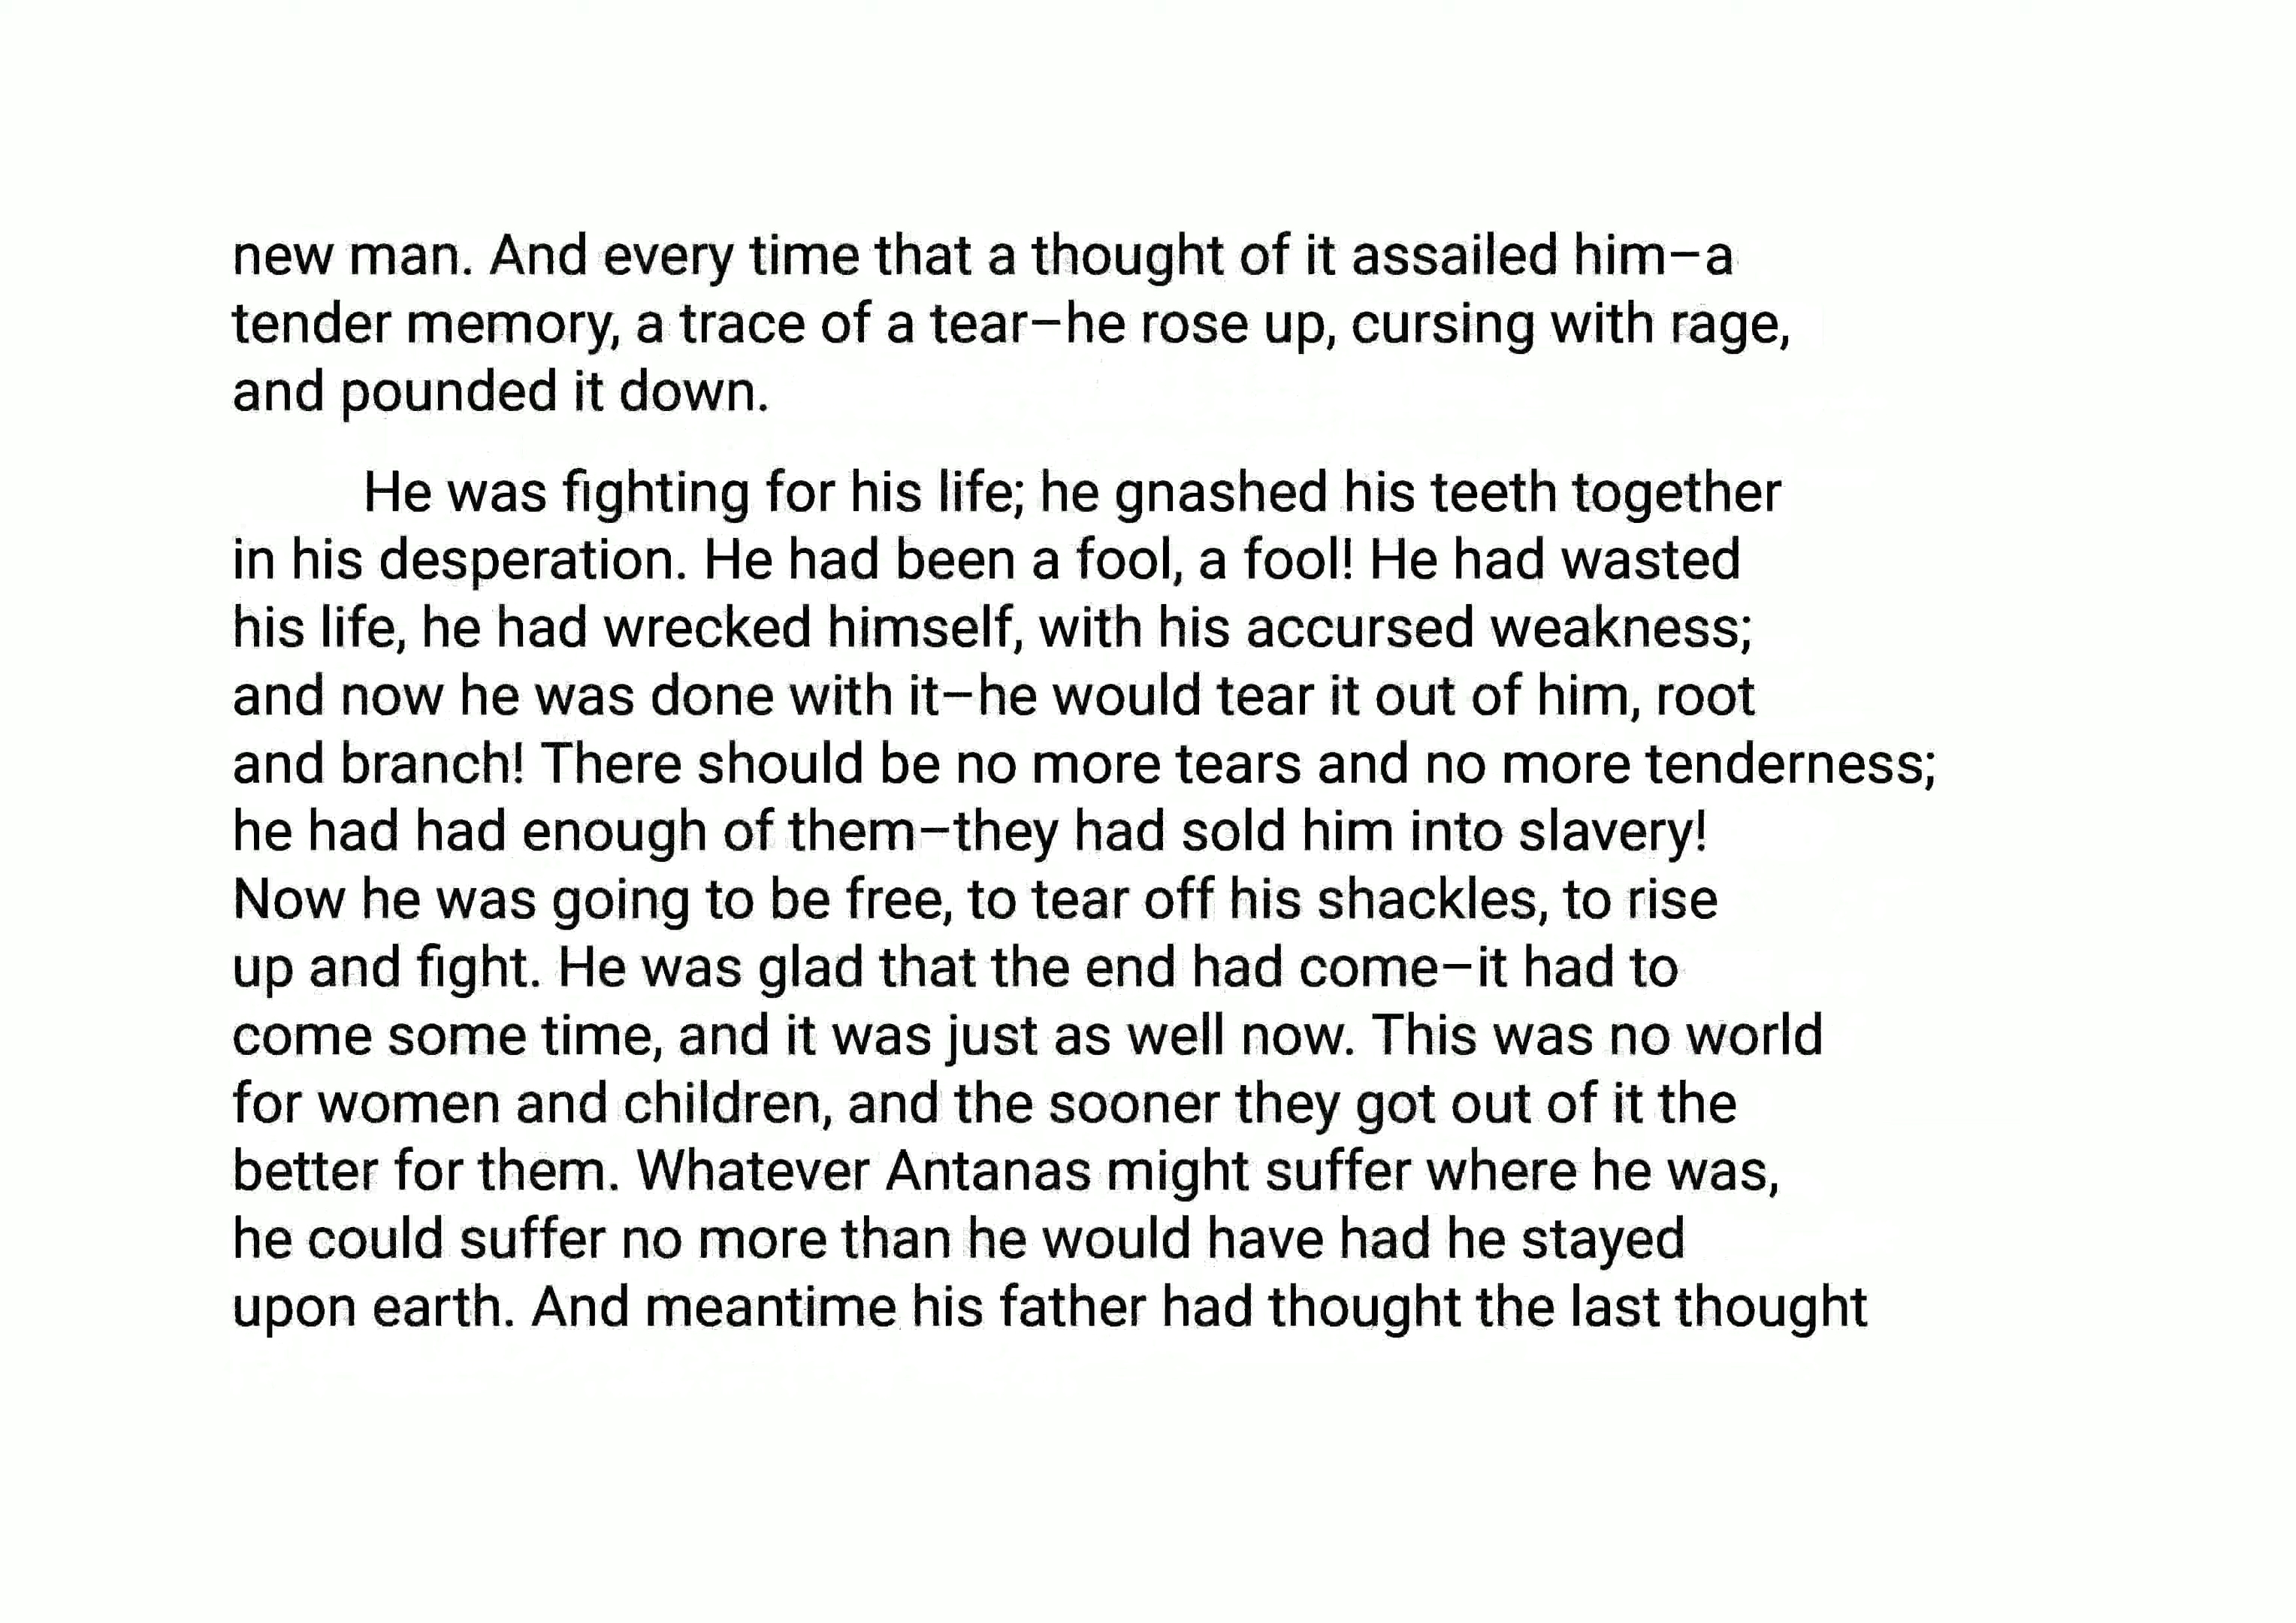 new man. And every time that a thought of it assailed him–a
tender memory, a trace of a tear–he rose up, cursing with rage,
and pounded it down.
He was fighting for his life; he gnashed his teeth together
in his desperation. He had been a fool, a fool! He had wasted
his life, he had wrecked himself, with his accursed weakness;
and now he was done with it–he would tear it out of him, root
and branch! There should be no more tears and no more tenderness;
he had had enough of them–they had sold him into slavery!
Now he was going to be free, to tear off his shackles, to rise
up and fight. He was glad that the end had come–it had to
come some time, and it was just as well now. This was no world
for women and children, and the sooner they got out of it the
better for them. Whatever Antanas might suffer where he was,
he could suffer no more than he would have had he stayed
upon earth. And meantime his father had thought the last thought